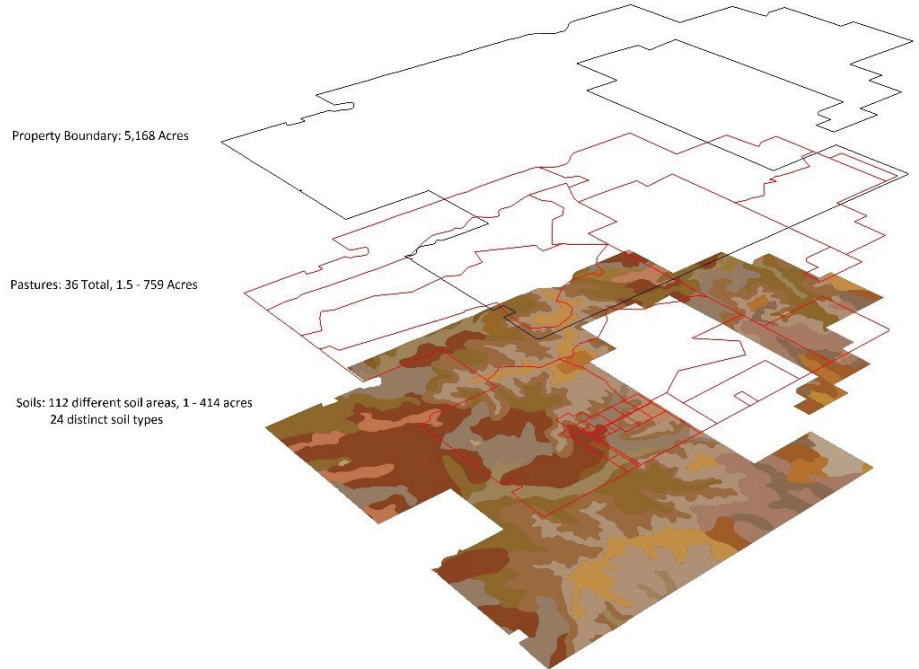 Property Boundary: 5,168 Acres
Pastures: 36 Total, 1.5 - 759 Acres
Soils: 112 different soil areas, 1 - 414 acres
24 distinct soil types